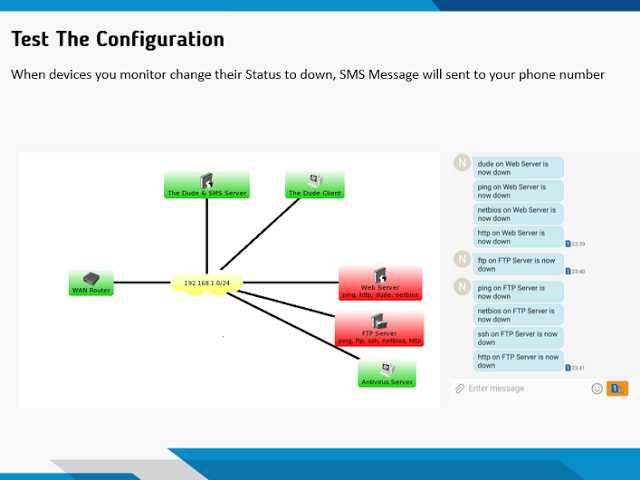 Test The Configuration
When devices you monitor change their Status to down, SMS Message will sent to your phone number
The Dude & SMS Server
The Dude Client
WAN Router
192.168.1.0/24
Web Server
ping, http, dude, netbios
FTP Server
ping, ftp, ssh, netbios, http
Antivirus Server
N
dude on Web Server is
now down
ping on Web Server is
now down
netbios on Web Server is
now down
http on Web Server is
now down
1 23:39
N
ftp on FTP Server is now
down
1 23:40
N
ping on FTP Server is
now down
netbios on FTP Server is
now down
ssh on FTP Server is now
down
http on FTP Server is now
down
1 23:41
Enter message
1